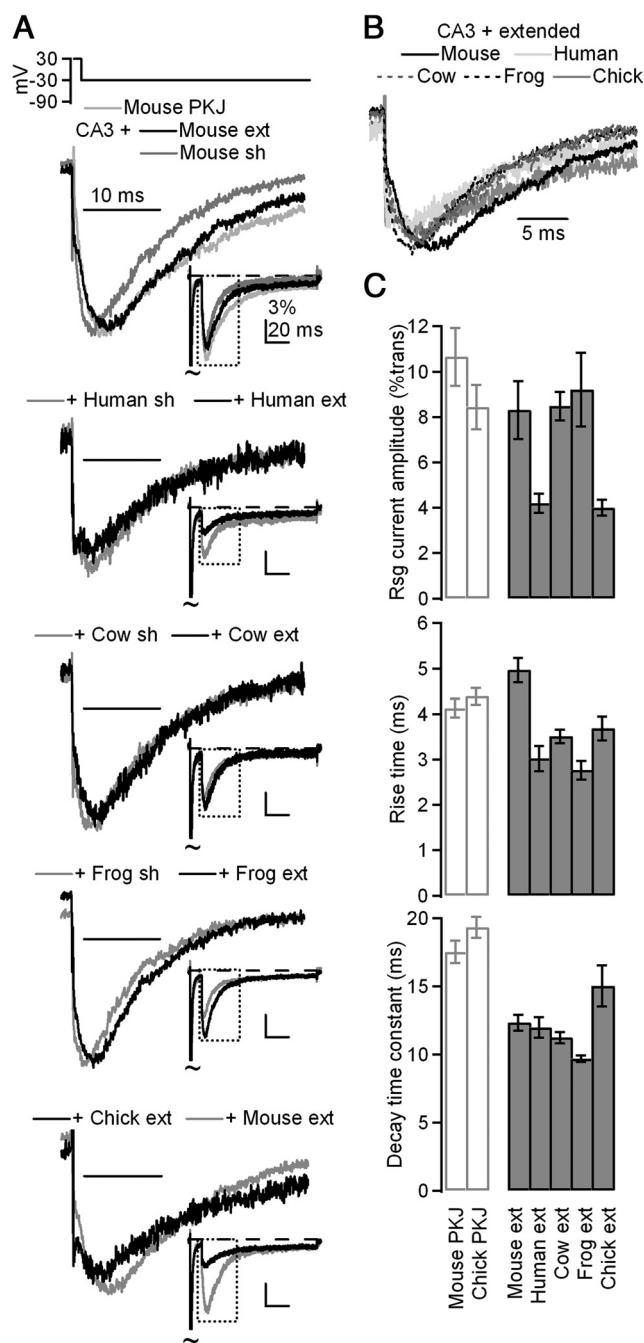 A
30
-30
-90
mV
Mouse PKJ
CA3 + Mouse ext
Mouse sh
10 ms
3%
20 ms
~
+ Human sh + Human ext
~
+ Cow sh + Cow ext
~
+ Frog sh + Frog ext
~
+ Chick ext + Mouse ext
~
B
CA3 + extended
Mouse Human
Cow Frog Chick
5 ms
C
Rsg current amplitude (%trans)
12
10
8
6
4
2
0
Rise time (ms)
6
5
4
3
2
1
0
Decay time constant (ms)
20
15
10
5
0
Mouse PKJ
Chick PKJ
Mouse ext
Human ext
Cow ext
Frog ext
Chick ext